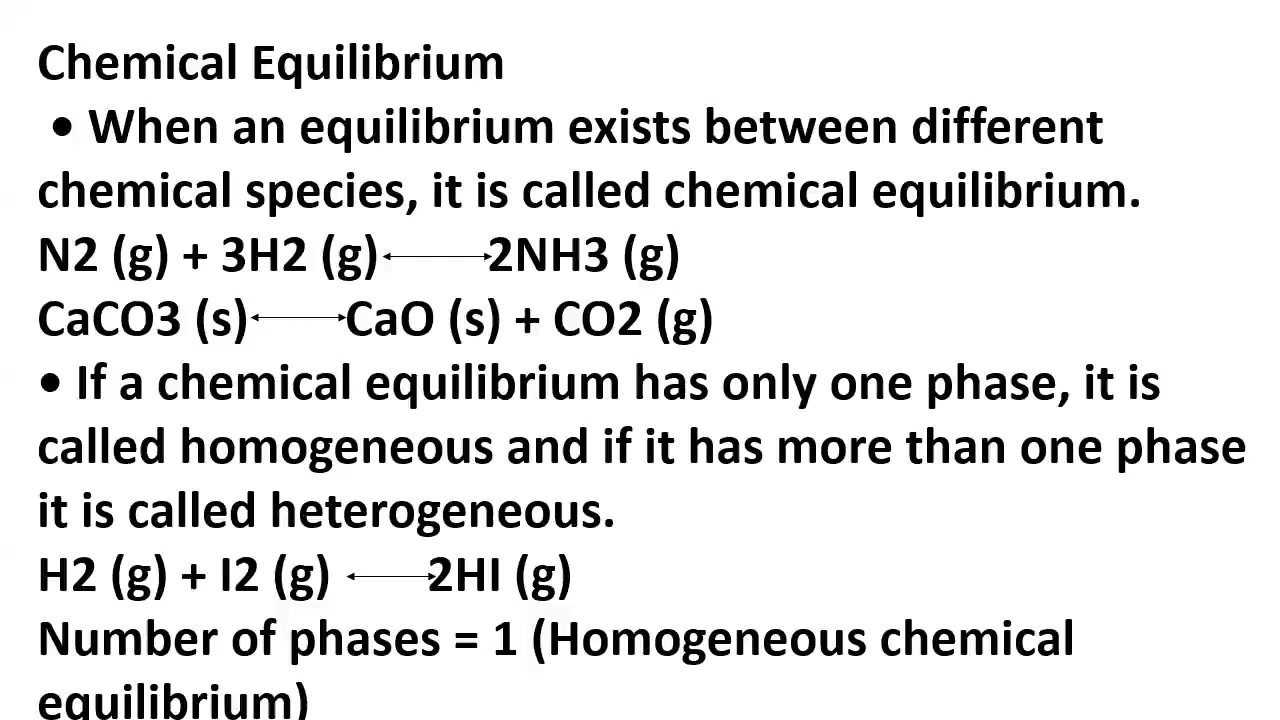 Chemical Equilibrium
• When an equilibrium exists between different
chemical species, it is called chemical equilibrium.
N2 (g) + 3H2 (g) ⟷ 2NH3 (g)
CaCO3 (s) ⟷ CaO (s) + CO2 (g)
• If a chemical equilibrium has only one phase, it is
called homogeneous and if it has more than one phase
it is called heterogeneous.
H2 (g) + I2 (g) ⟷ 2HI (g)
Number of phases = 1 (Homogeneous chemical
equilibrium)